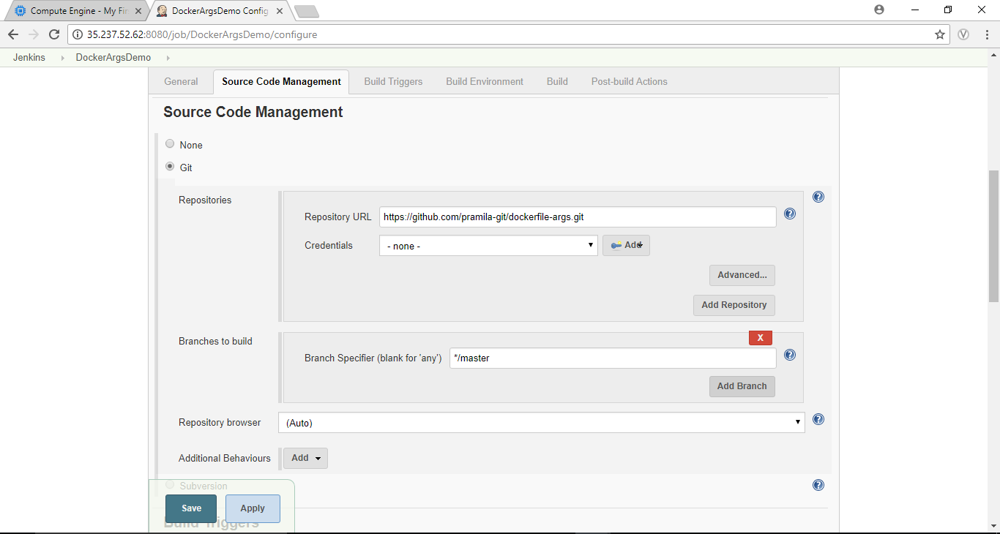 Compute Engine - My Fir
DockerArgsDemo Config
35.237.52.62:8080/job/DockerArgsDemo/configure
Jenkins DockerArgsDemo
General Source Code Management Build Triggers Build Environment Build Post-build Actions
Source Code Management
None
Git
Repositories
Repository URL https://github.com/pramila-git/dockerfile-args.git
Credentials - none - Add
Advanced...
Add Repository
Branches to build X
Branch Specifier (blank for 'any') */master
Add Branch
Repository browser (Auto)
Additional Behaviours Add
Subversion
Save Apply
Build Triggers